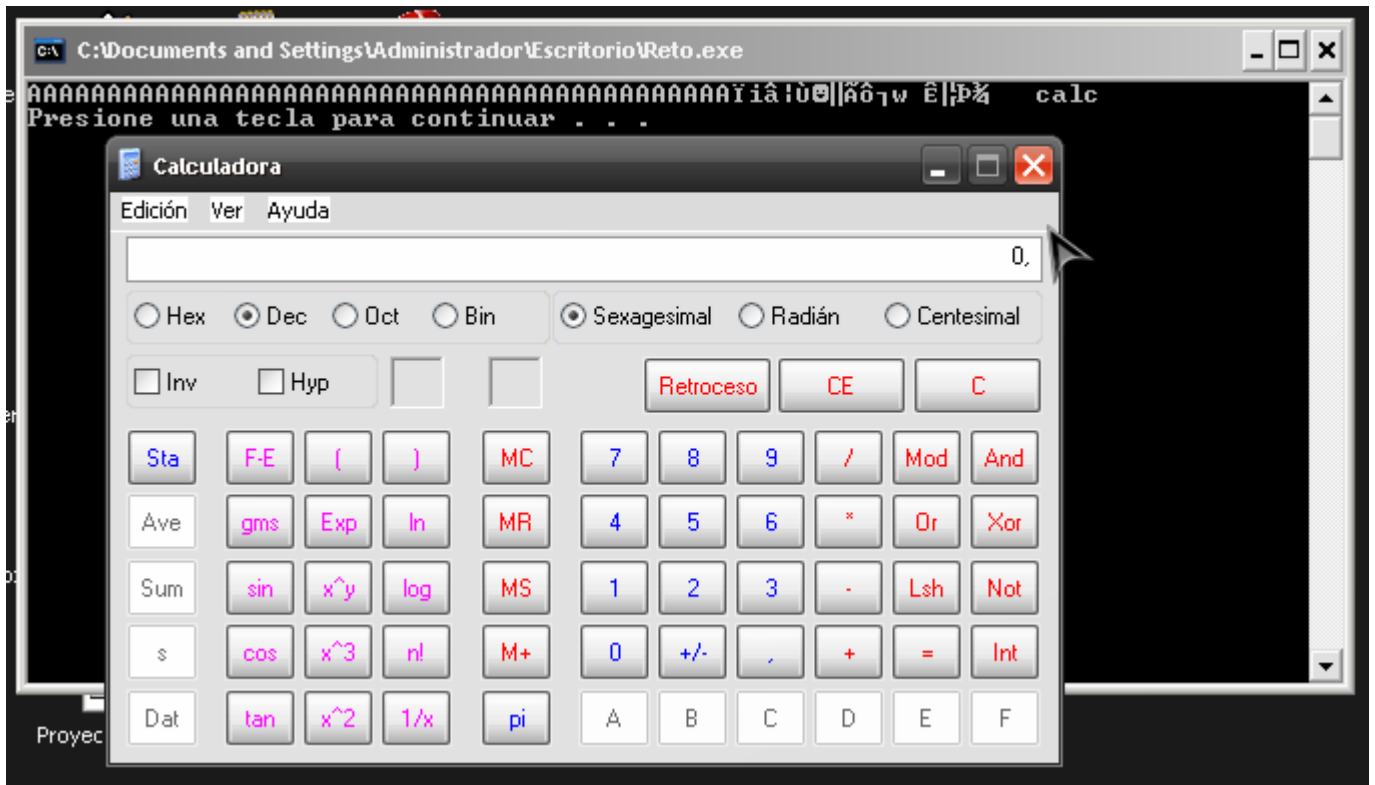 C:\Documents and Settings\Administrador\Escritorio\Reto.exe
calc
Presione una tecla para continuar . . .
Calculadora
Edición Ver Ayuda
0,
Hex Dec Oct Bin Sexagesimal Radián Centesimal
Inv Hyp Retroceso CE C
Sta F-E ( ) MC 7 8 9 / Mod And
Ave gms Exp ln MR 4 5 6 * Or Xor
Sum sin x^y log MS 1 2 3 - Lsh Not
s cos x^3 n! M+ 0 +/- , + = Int
Dat tan x^2 1/x pi A B C D E F
Proyec